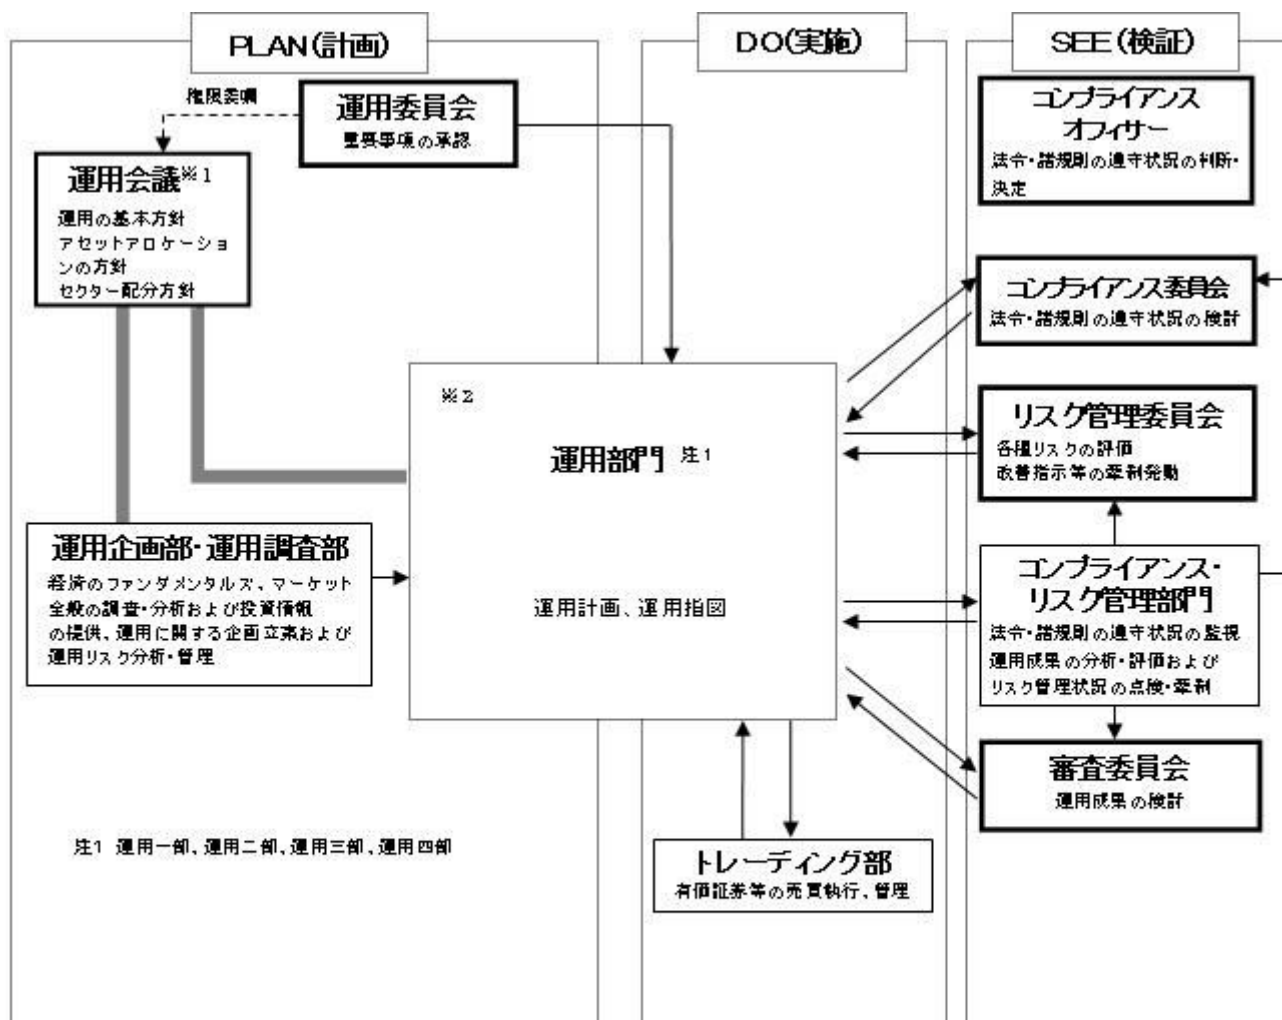 PLAN(計画)
権限委嘱
運用委員会
重要事項の承認
運用会議※1
運用の基本方針
アセットアロケーショ
ンの方針
セクター配分方針
運用企画部・運用調査部
経済のファンダメンタルズ、マーケット
全般の調査・分析および投資情報
の提供、運用に関する企画立案および
運用リスク分析・管理
注1 運用一部、運用二部、運用三部、運用四部
DO(実施)
※2
運用部門 注1
運用計画、運用指図
トレーディング部
有価証券等の売買執行、管理
SEE(検証)
コンプライアンス
オフィサー
法令・諸規則の遵守状況の判断・
決定
コンプライアンス委員会
法令・諸規則の遵守状況の検討
リスク管理委員会
各種リスクの評価
改善指示等の牽制発動
コンプライアンス・
リスク管理部門
法令・諸規則の遵守状況の監視
運用成果の分析・評価および
リスク管理状況の点検・牽制
審査委員会
運用成果の検討